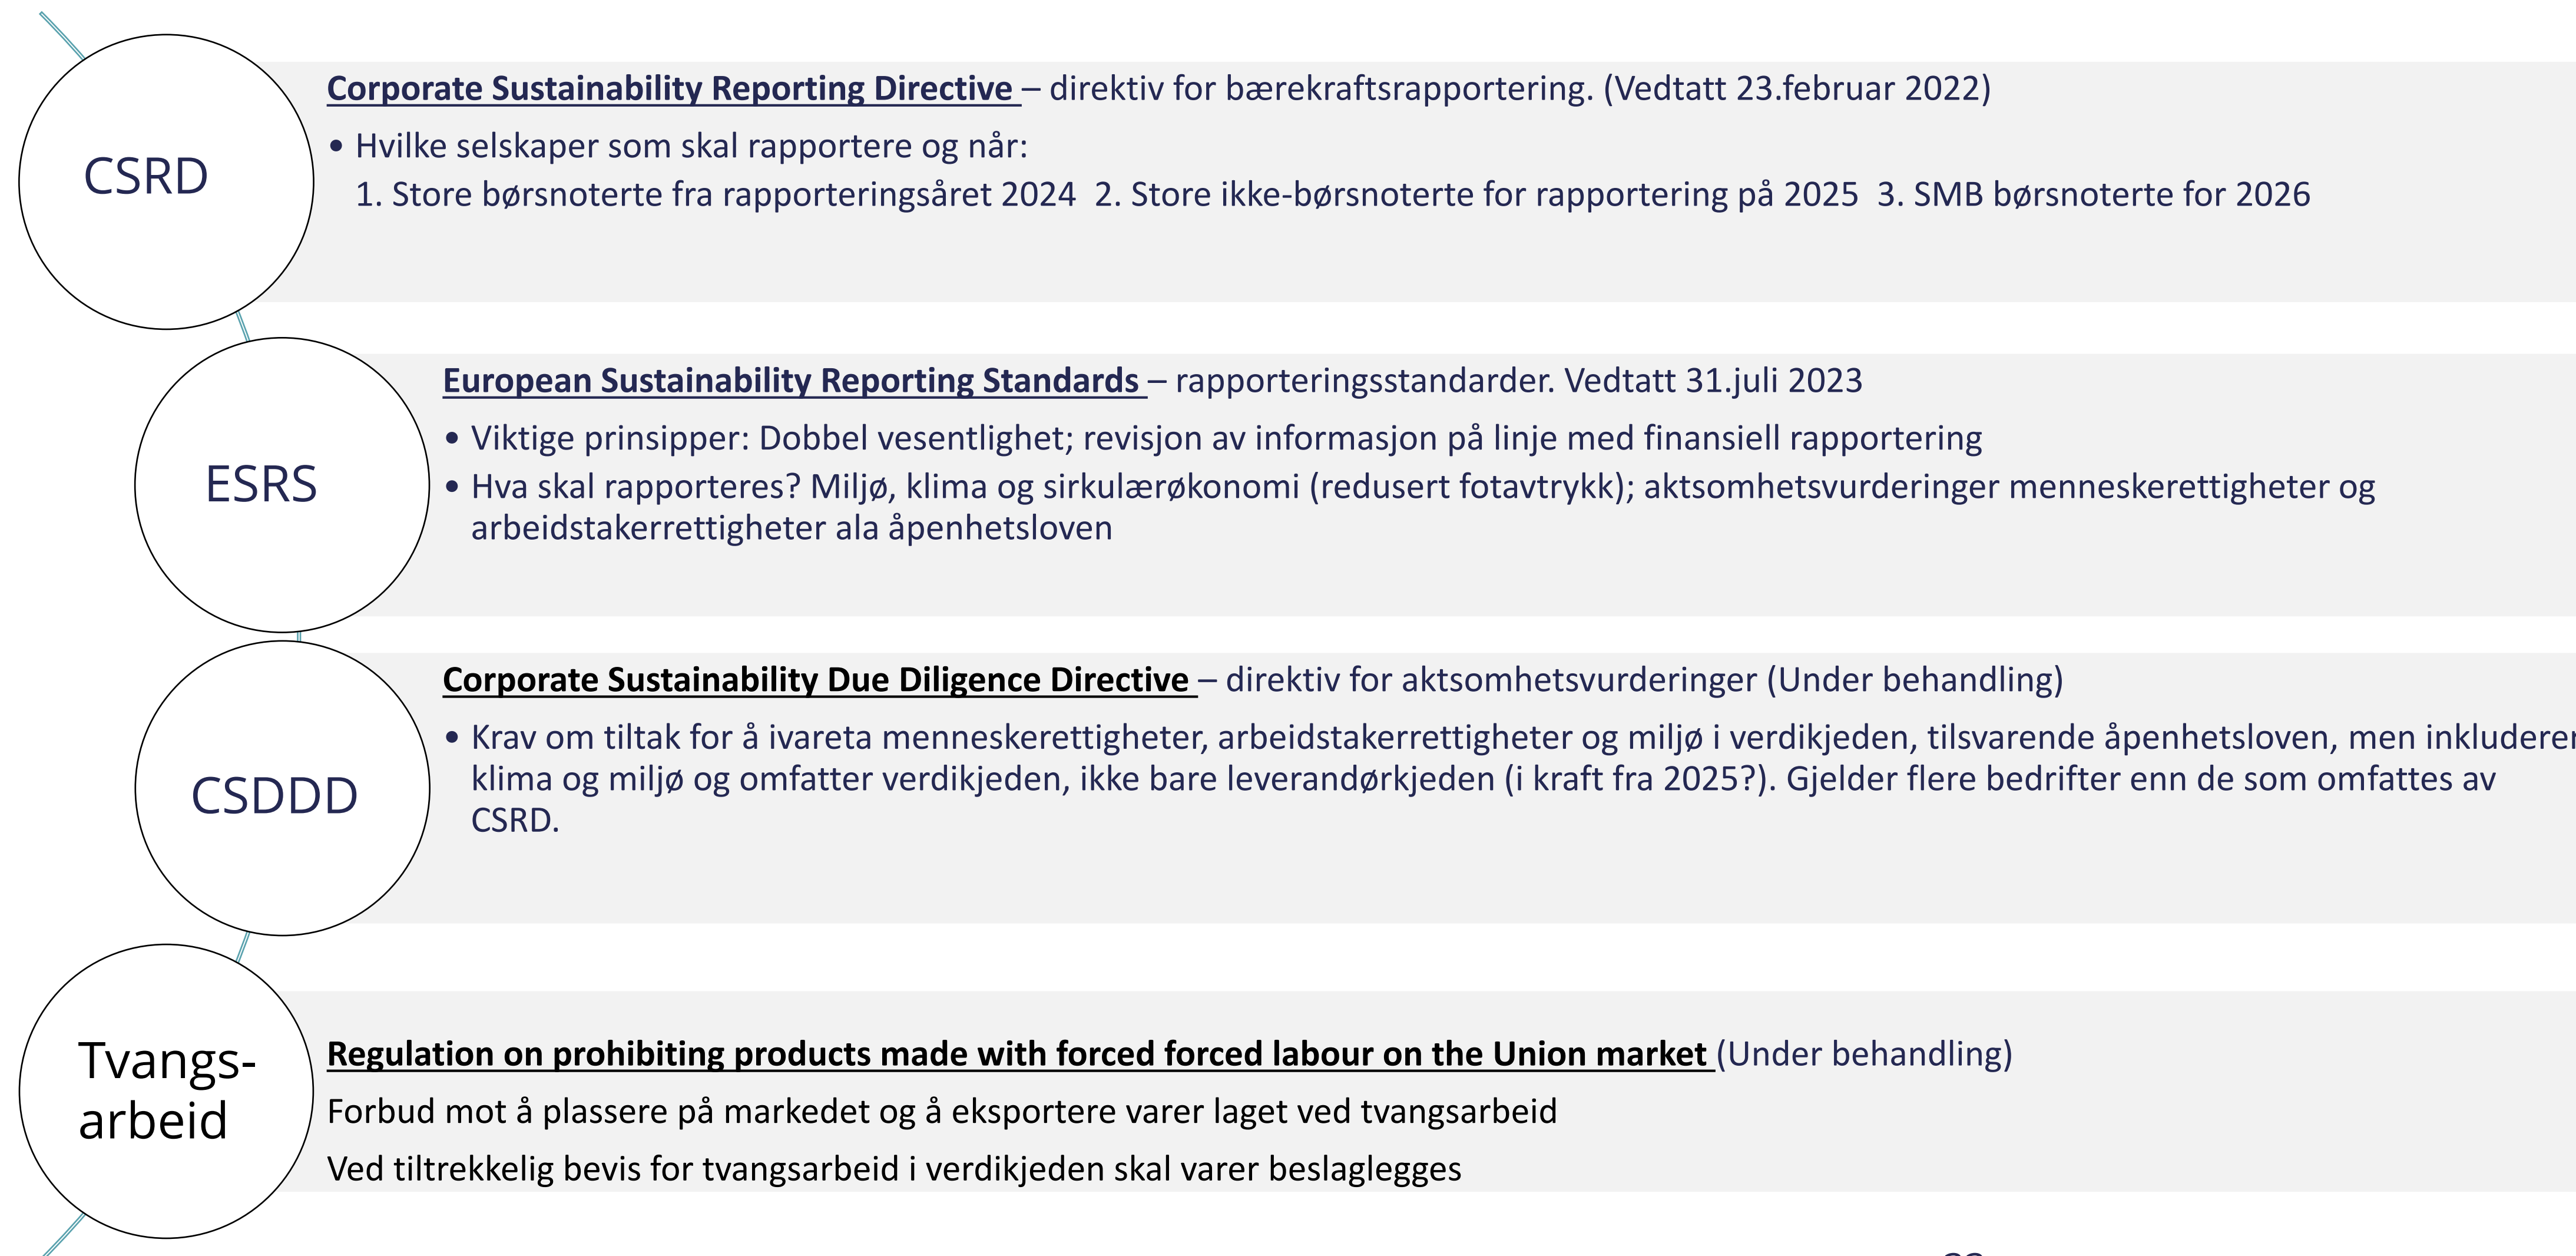 CSRD
Corporate Sustainability Reporting Directive – direktiv for bærekraftsrapportering. (Vedtatt 23.februar 2022)
• Hvilke selskaper som skal rapportere og når:
1. Store børsnoterte fra rapporteringsåret 2024 2. Store ikke-børsnoterte for rapportering på 2025 3. SMB børsnoterte for 2026
ESRS
European Sustainability Reporting Standards – rapporteringsstandarder. Vedtatt 31.juli 2023
• Viktige prinsipper: Dobbel vesentlighet; revisjon av informasjon på linje med finansiell rapportering
• Hva skal rapporteres? Miljø, klima og sirkulærøkonomi (redusert fotavtrykk); aktsomhetsvurderinger menneskerettigheter og
arbeidstakerrettigheter ala åpenhetsloven
CSDDD
Corporate Sustainability Due Diligence Directive – direktiv for aktsomhetsvurderinger (Under behandling)
• Krav om tiltak for å ivareta menneskerettigheter, arbeidstakerrettigheter og miljø i verdikjeden, tilsvarende åpenhetsloven, men inkluderer
klima og miljø og omfatter verdikjeden, ikke bare leverandørkjeden (i kraft fra 2025?). Gjelder flere bedrifter enn de som omfattes av
CSRD.
Tvangs-
arbeid
Regulation on prohibiting products made with forced forced labour on the Union market (Under behandling)
Forbud mot å plassere på markedet og å eksportere varer laget ved tvangsarbeid
Ved tiltrekkelig bevis for tvangsarbeid i verdikjeden skal varer beslaglegges